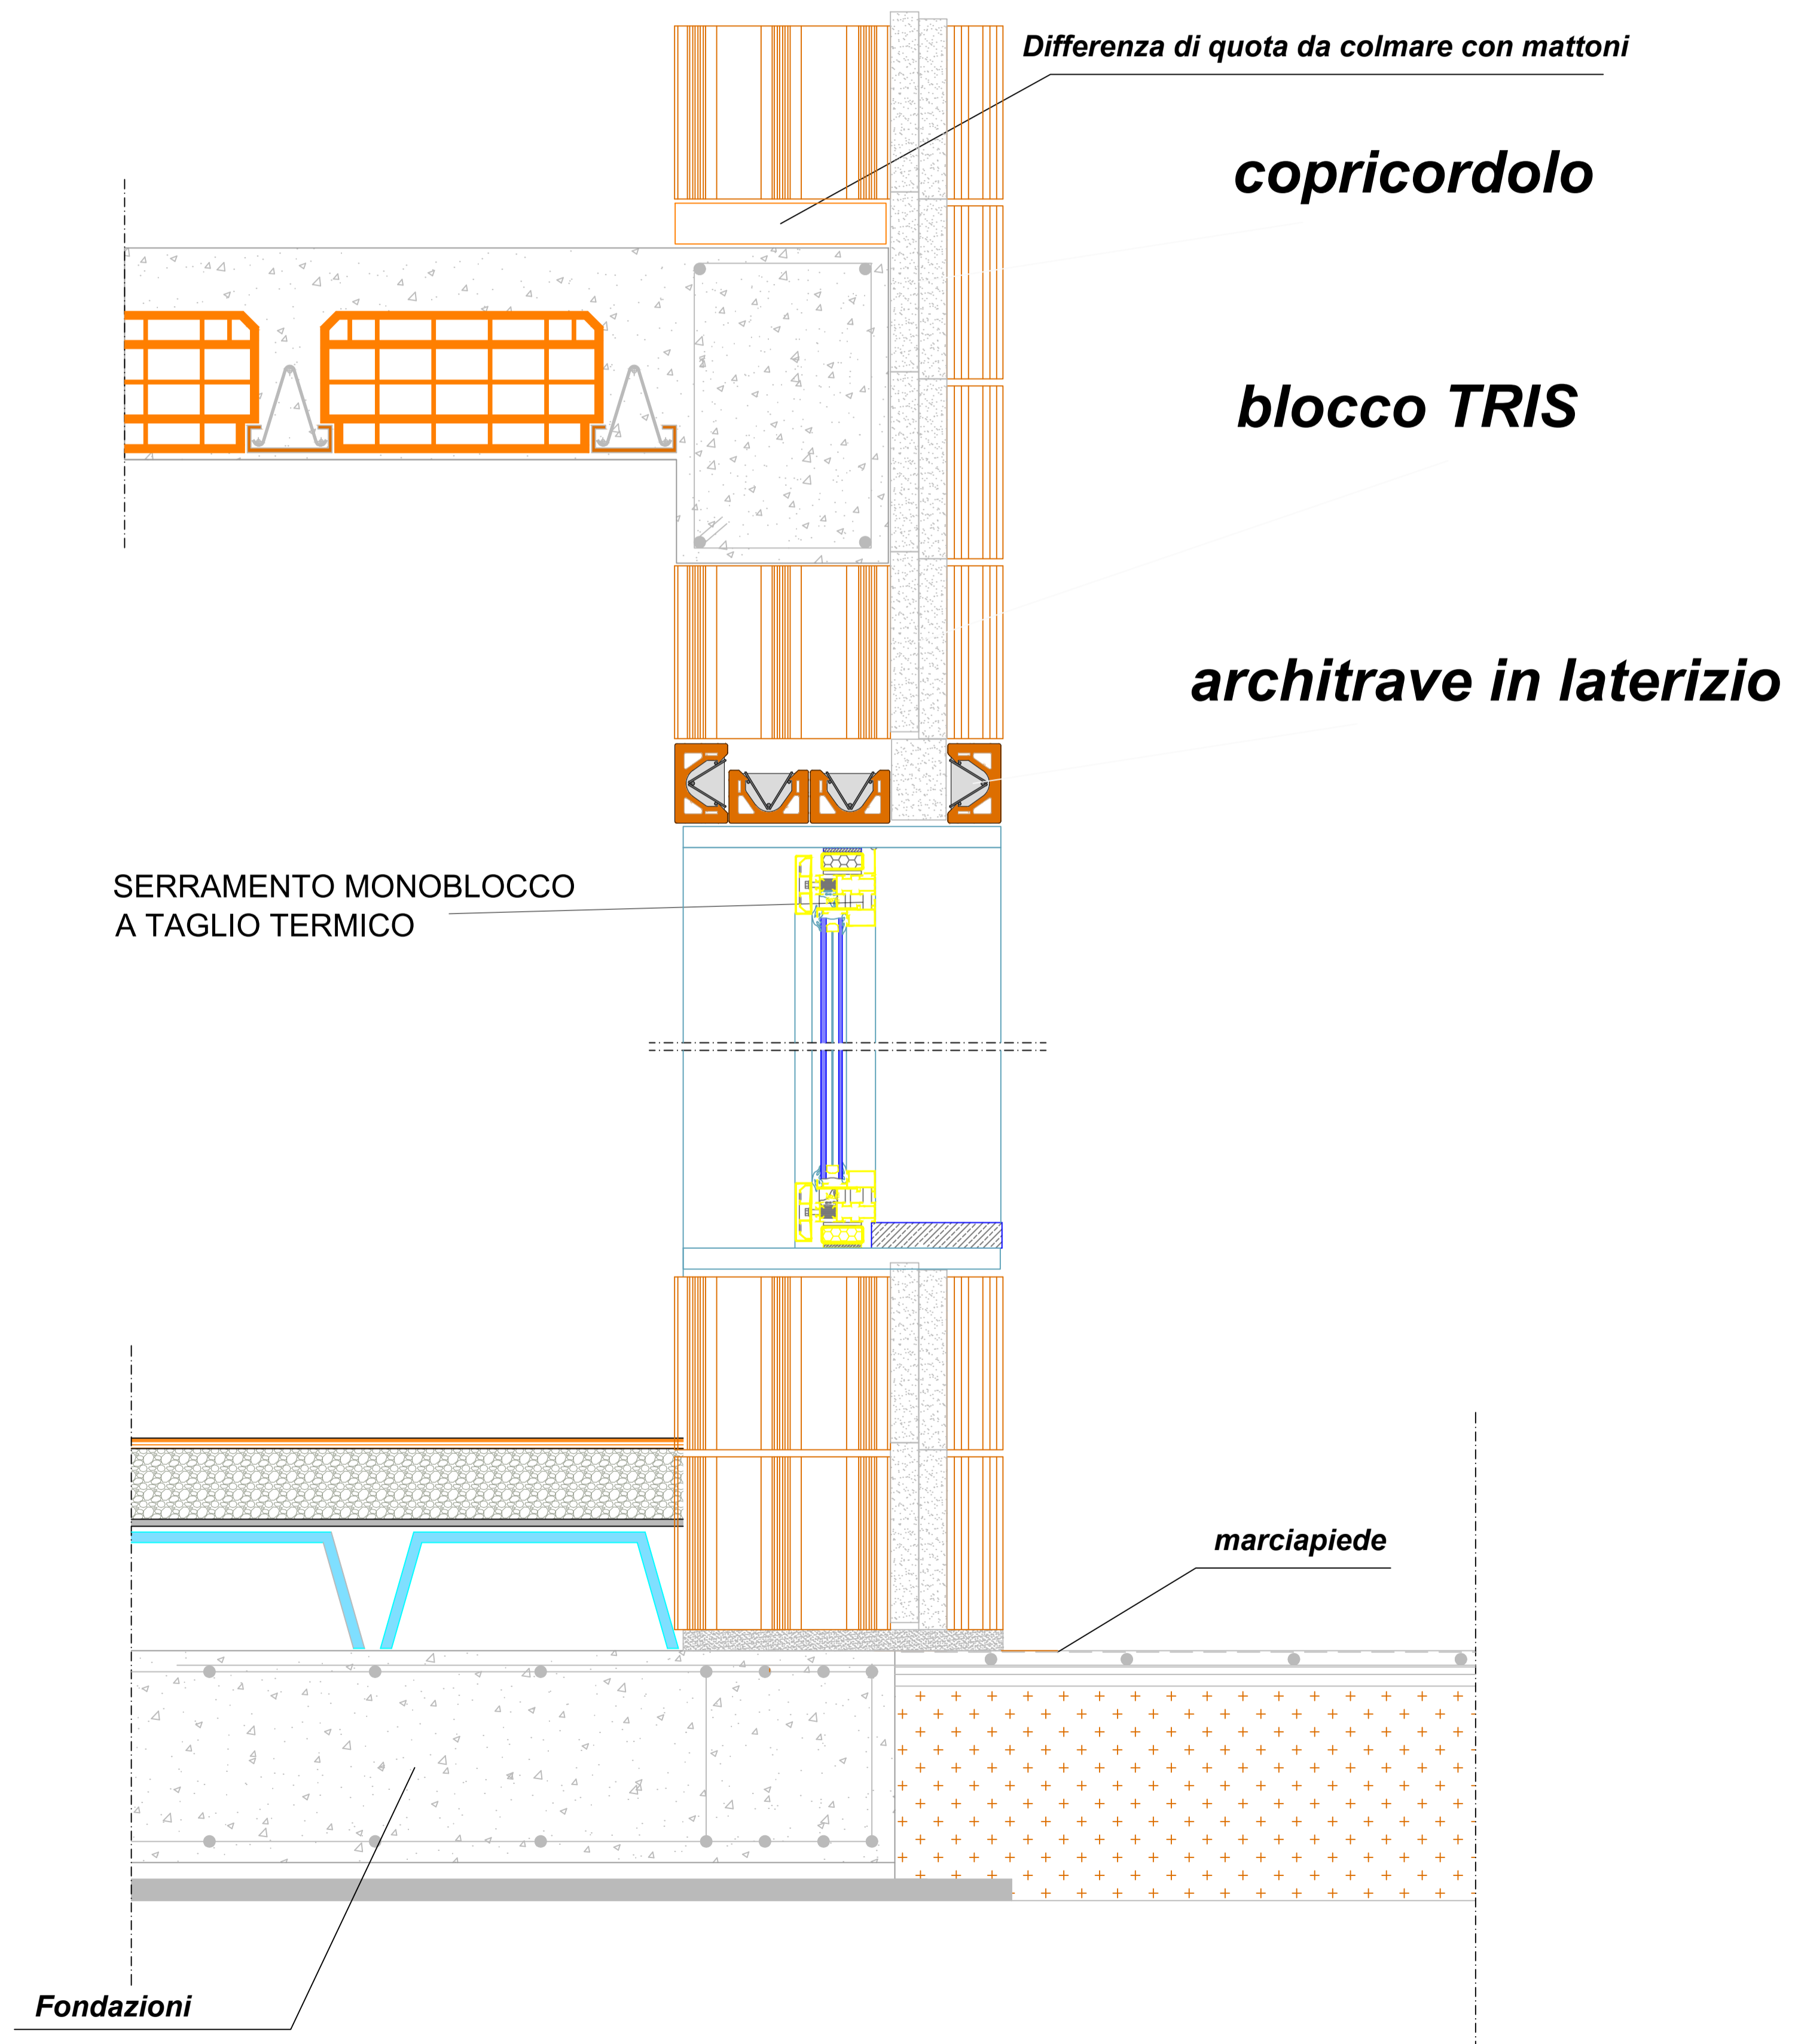 Differenza di quota da colmare con mattoni
copricordolo
blocco TRIS
architrave in laterizio
SERRAMENTO MONOBLOCCO
A TAGLIO TERMICO
marciapiede
Fondazioni